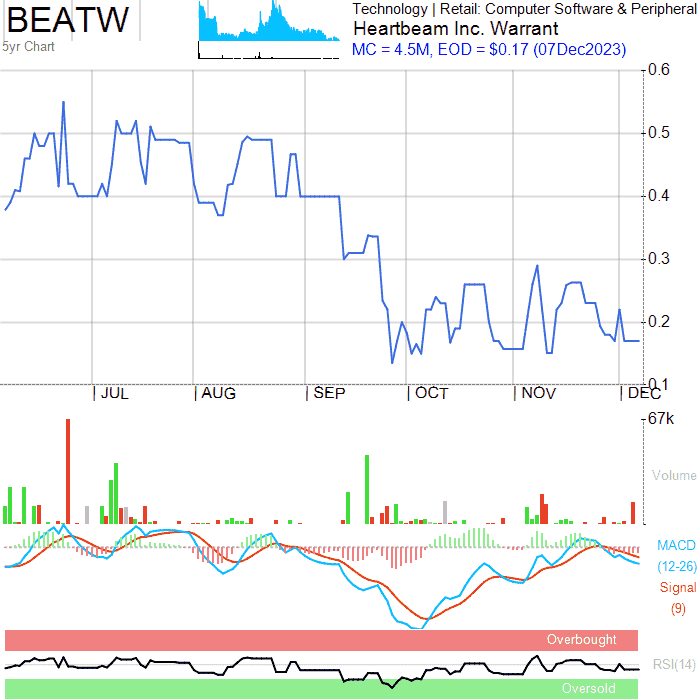 BEATW
5yr Chart
Technology | Retail: Computer Software & Peripheral
Heartbeam Inc. Warrant
MC = 4.5M, EOD = $0.17 (07Dec2023)
0.6
0.5
0.4
0.3
0.2
0.1
JUL AUG SEP OCT NOV DEC
67k
Volume
MACD
(12-26)
Signal
(9)
Overbought
RSI(14)
Oversold